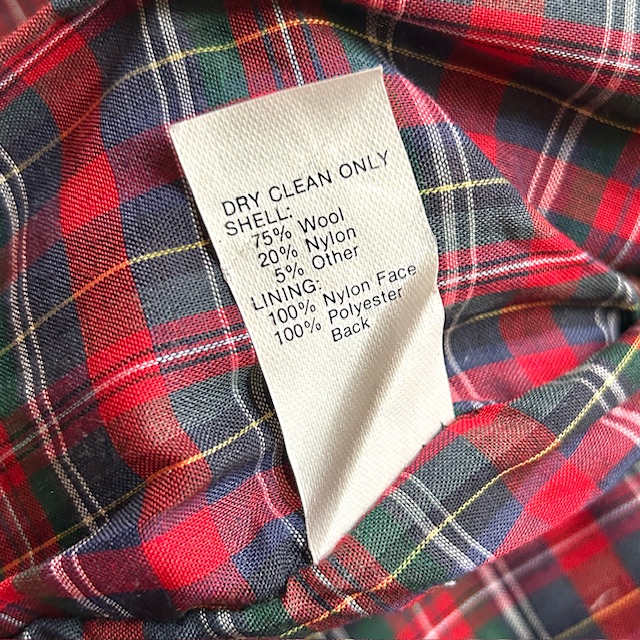 DRY CLEAN ONLY
SHELL:
75% Wool
20% Nylon
5% Other
LINING:
100% Nylon Face
100% Polyester
Back